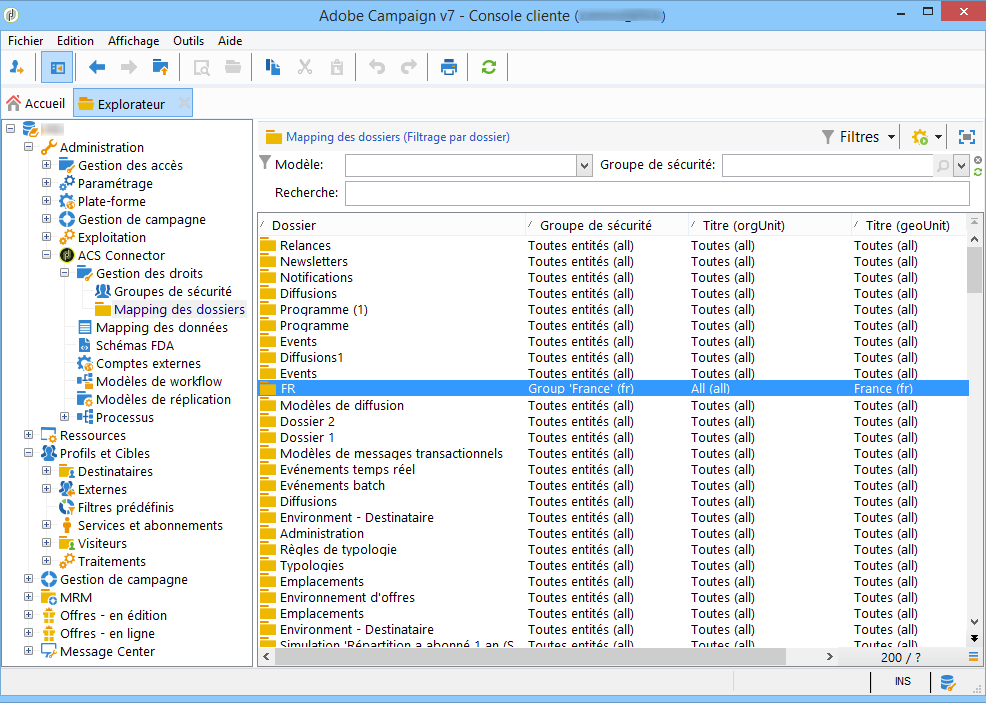 Adobe Campaign v7 - Console cliente (
Fichier Edition Affichage Outils Aide
Accueil Explorateur
Administration
Gestion des accès
Paramétrage
Plate-forme
Gestion de campagne
Exploitation
ACS Connector
Gestion des droits
Groupes de sécurité
Mapping des dossiers
Mapping des données
Schémas FDA
Comptes externes
Modèles de workflow
Modèles de réplication
Processus
Ressources
Profils et Cibles
Destinataires
Externes
Filtres prédéfinis
Services et abonnements
Visiteurs
Traitements
Gestion de campagne
MRM
Offres - en édition
Offres - en ligne
Message Center
Mapping des dossiers (Filtrage par dossier) Filtres
Modèle: Groupe de sécurité:
Recherche:
Dossier Groupe de sécurité Titre (orgUnit) Titre (geoUnit)
Relances Toutes entités (all) Toutes (all) Toutes (all)
Newsletters Toutes entités (all) Toutes (all) Toutes (all)
Notifications Toutes entités (all) Toutes (all) Toutes (all)
Diffusions Toutes entités (all) Toutes (all) Toutes (all)
Programme (1) Toutes entités (all) Toutes (all) Toutes (all)
Programme Toutes entités (all) Toutes (all) Toutes (all)
Events Toutes entités (all) Toutes (all) Toutes (all)
Diffusions1 Toutes entités (all) Toutes (all) Toutes (all)
Events Toutes entités (all) Toutes (all) Toutes (all)
FR Group 'France' (fr) All (all) France (fr)
Modèles de diffusion Toutes entités (all) Toutes (all) Toutes (all)
Dossier 2 Toutes entités (all) Toutes (all) Toutes (all)
Dossier 1 Toutes entités (all) Toutes (all) Toutes (all)
Modèles de messages transactionnels Toutes entités (all) Toutes (all) Toutes (all)
Evénements temps réel Toutes entités (all) Toutes (all) Toutes (all)
Evénements batch Toutes entités (all) Toutes (all) Toutes (all)
Diffusions Toutes entités (all) Toutes (all) Toutes (all)
Environment - Destinataire Toutes entités (all) Toutes (all) Toutes (all)
Administration Toutes entités (all) Toutes (all) Toutes (all)
Règles de typologie Toutes entités (all) Toutes (all) Toutes (all)
Typologies Toutes entités (all) Toutes (all) Toutes (all)
Emplacements Toutes entités (all) Toutes (all) Toutes (all)
Environnement d'offres Toutes entités (all) Toutes (all) Toutes (all)
Emplacements Toutes entités (all) Toutes (all) Toutes (all)
Environment - Destinataire Toutes entités (all) Toutes (all) Toutes (all)
Simulation 'Répartition a abonné 1 an (S Toutes entités (all) Toutes (all) Toutes (all)
200 / ?
INS